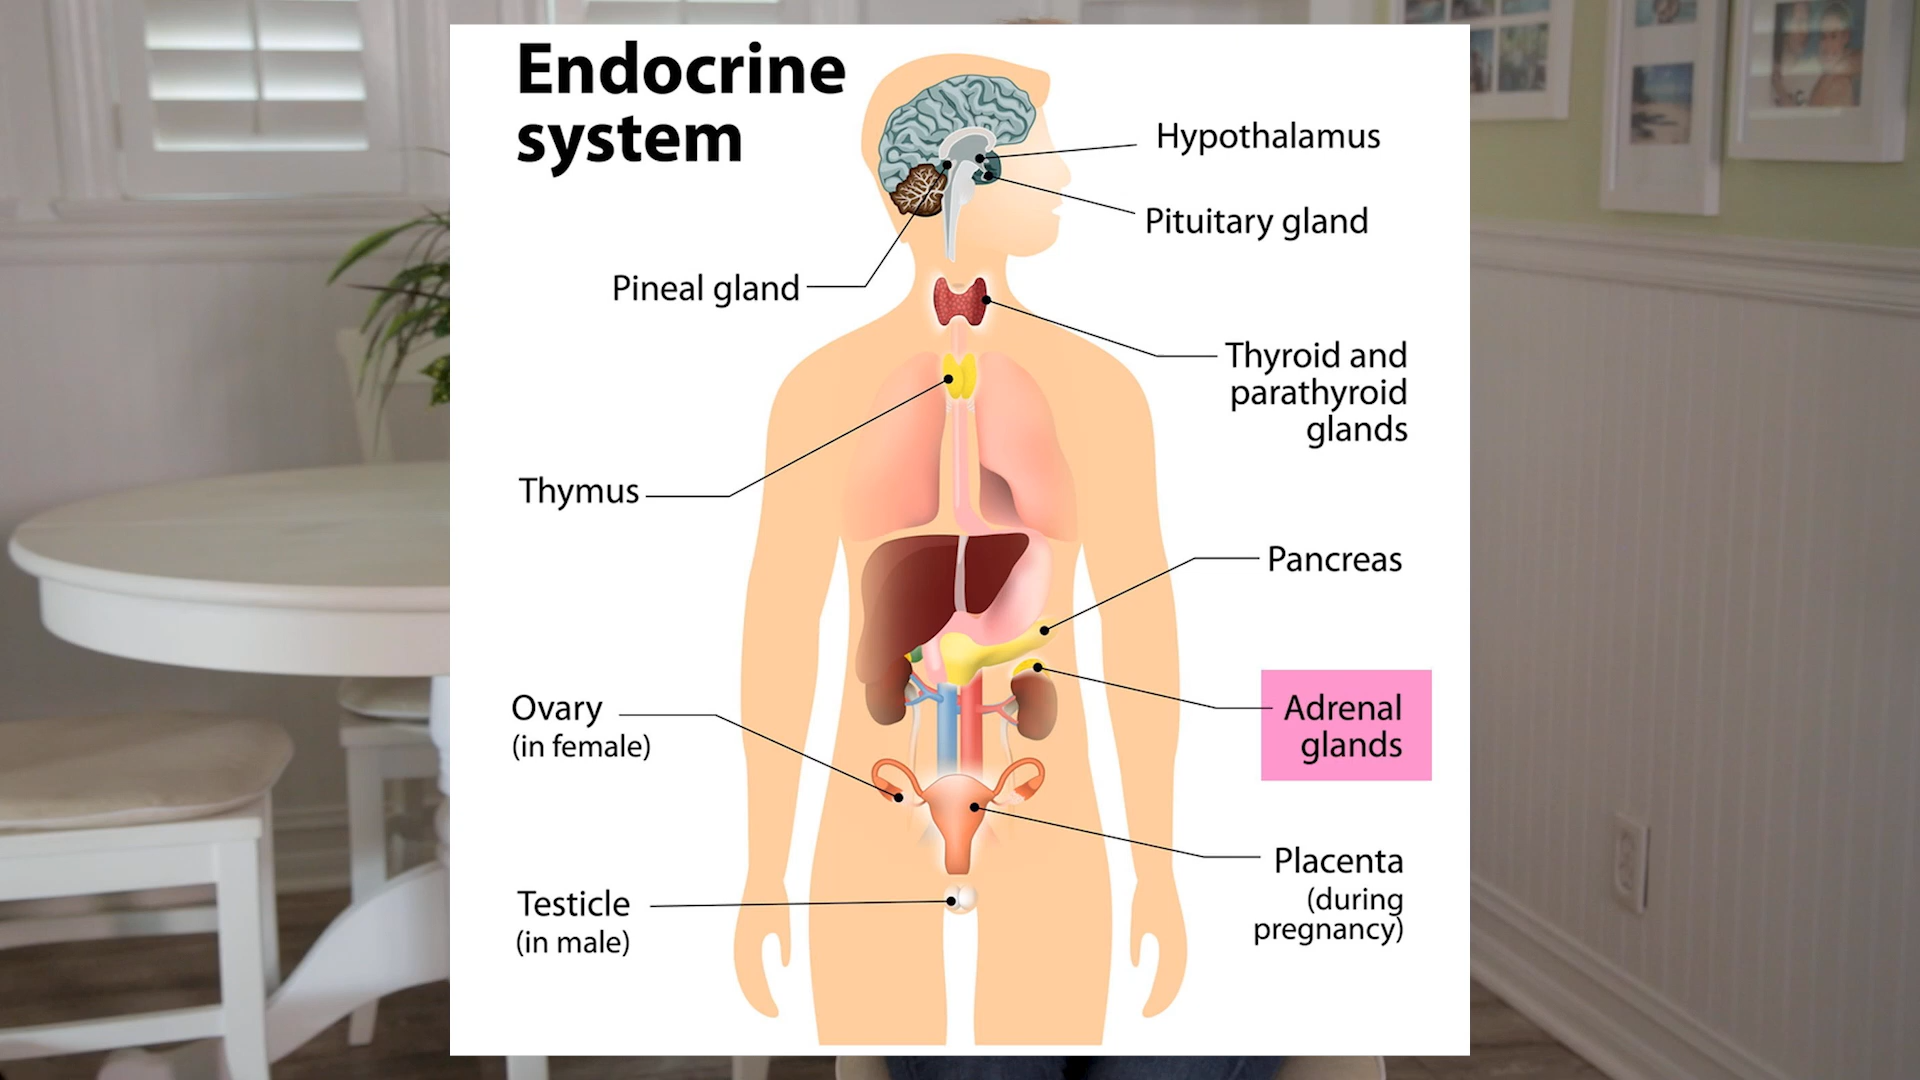 Endocrine
system
Hypothalamus
Pituitary gland
Pineal gland
Thyroid and
parathyroid
glands
Thymus
Pancreas
Ovary
(in female)
Adrenal
glands
Placenta
(during
pregnancy)
Testicle
(in male)